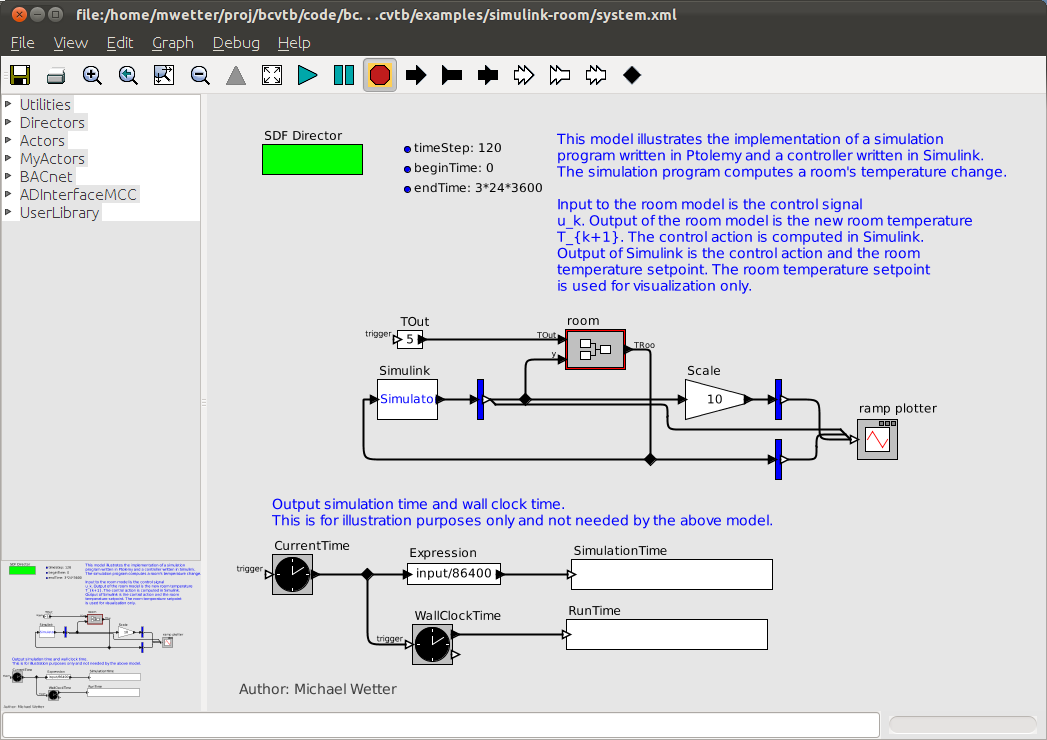 file:/home/mwetter/proj/bcvtb/code/bc. . .cvtb/examples/simulink-room/system.xml
File View Edit Graph Debug Help
Utilities
Directors
Actors
MyActors
BACnet
ADInterfaceMCC
UserLibrary
SDF Director
timeStep: 120
beginTime: 0
endTime: 3*24*3600
This model illustrates the implementation of a simulation
program written in Ptolemy and a controller written in Simulink.
The simulation program computes a room's temperature change.
Input to the room model is the control signal
u_k. Output of the room model is the new room temperature
T_{k+1}. The control action is computed in Simulink.
Output of Simulink is the control action and the room
temperature setpoint. The room temperature setpoint
is used for visualization only.
TOut
trigger
5
room
TOut
y
TRoo
Simulink
Simulato
Scale
10
ramp plotter
Output simulation time and wall clock time.
This is for illustration purposes only and not needed by the above model.
CurrentTime
trigger
Expression
input/86400
SimulationTime
WallClockTime
trigger
RunTime
Author: Michael Wetter